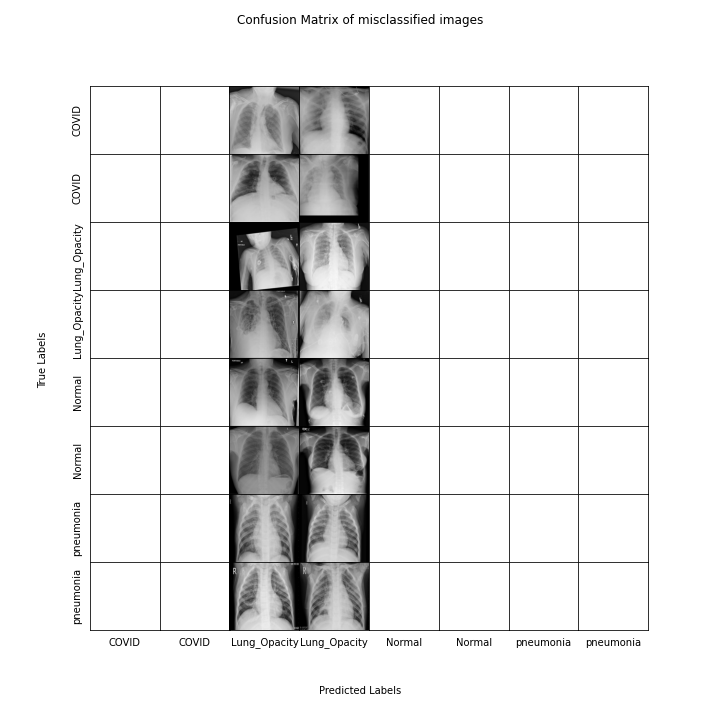 Confusion Matrix of misclassified images
True Labels
COVID
COVID
Lung_Opacity
Lung_Opacity
Normal
Normal
pneumonia
pneumonia
COVID COVID Lung_Opacity Lung_Opacity Normal Normal pneumonia pneumonia
Predicted Labels